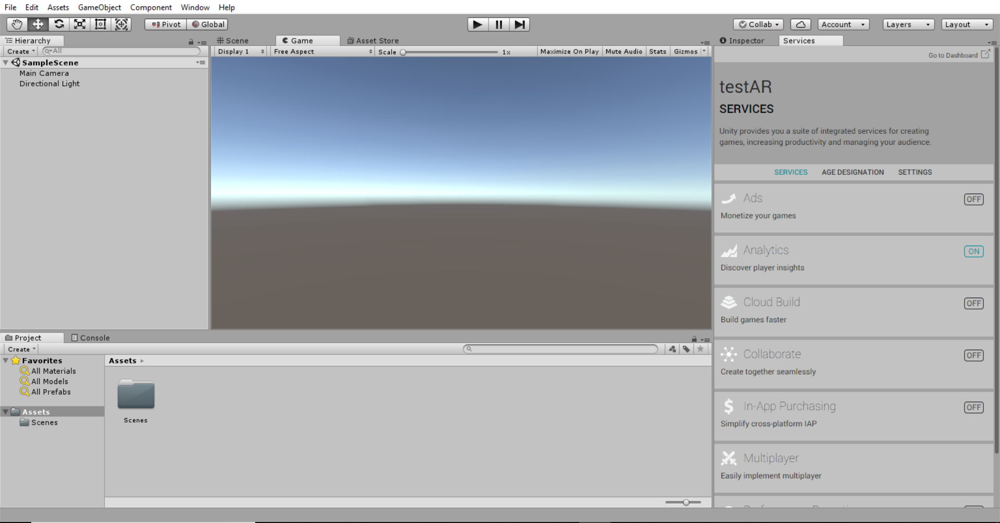 File Edit Assets GameObject Component Window Help
Pivot Global Collab Account Layers Layout
Hierarchy
Create All
SampleScene
Main Camera
Directional Light
Scene Game Asset Store
Display 1 Free Aspect Scale 1x Maximize On Play Mute Audio Stats Gizmos
Inspector Services
Go to Dashboard
testAR
SERVICES
Unity provides you a suite of integrated services for creating
games, increasing productivity and managing your audience.
SERVICES AGE DESIGNATION SETTINGS
Ads OFF
Monetize your games
Analytics ON
Discover player insights
Cloud Build OFF
Build games faster
Collaborate OFF
Create together seamlessly
In-App Purchasing OFF
Simplify cross-platform IAP
Multiplayer
Easily implement multiplayer
Project Console
Create
Favorites
All Materials
All Models
All Prefabs
Assets
Scenes
Assets
Scenes